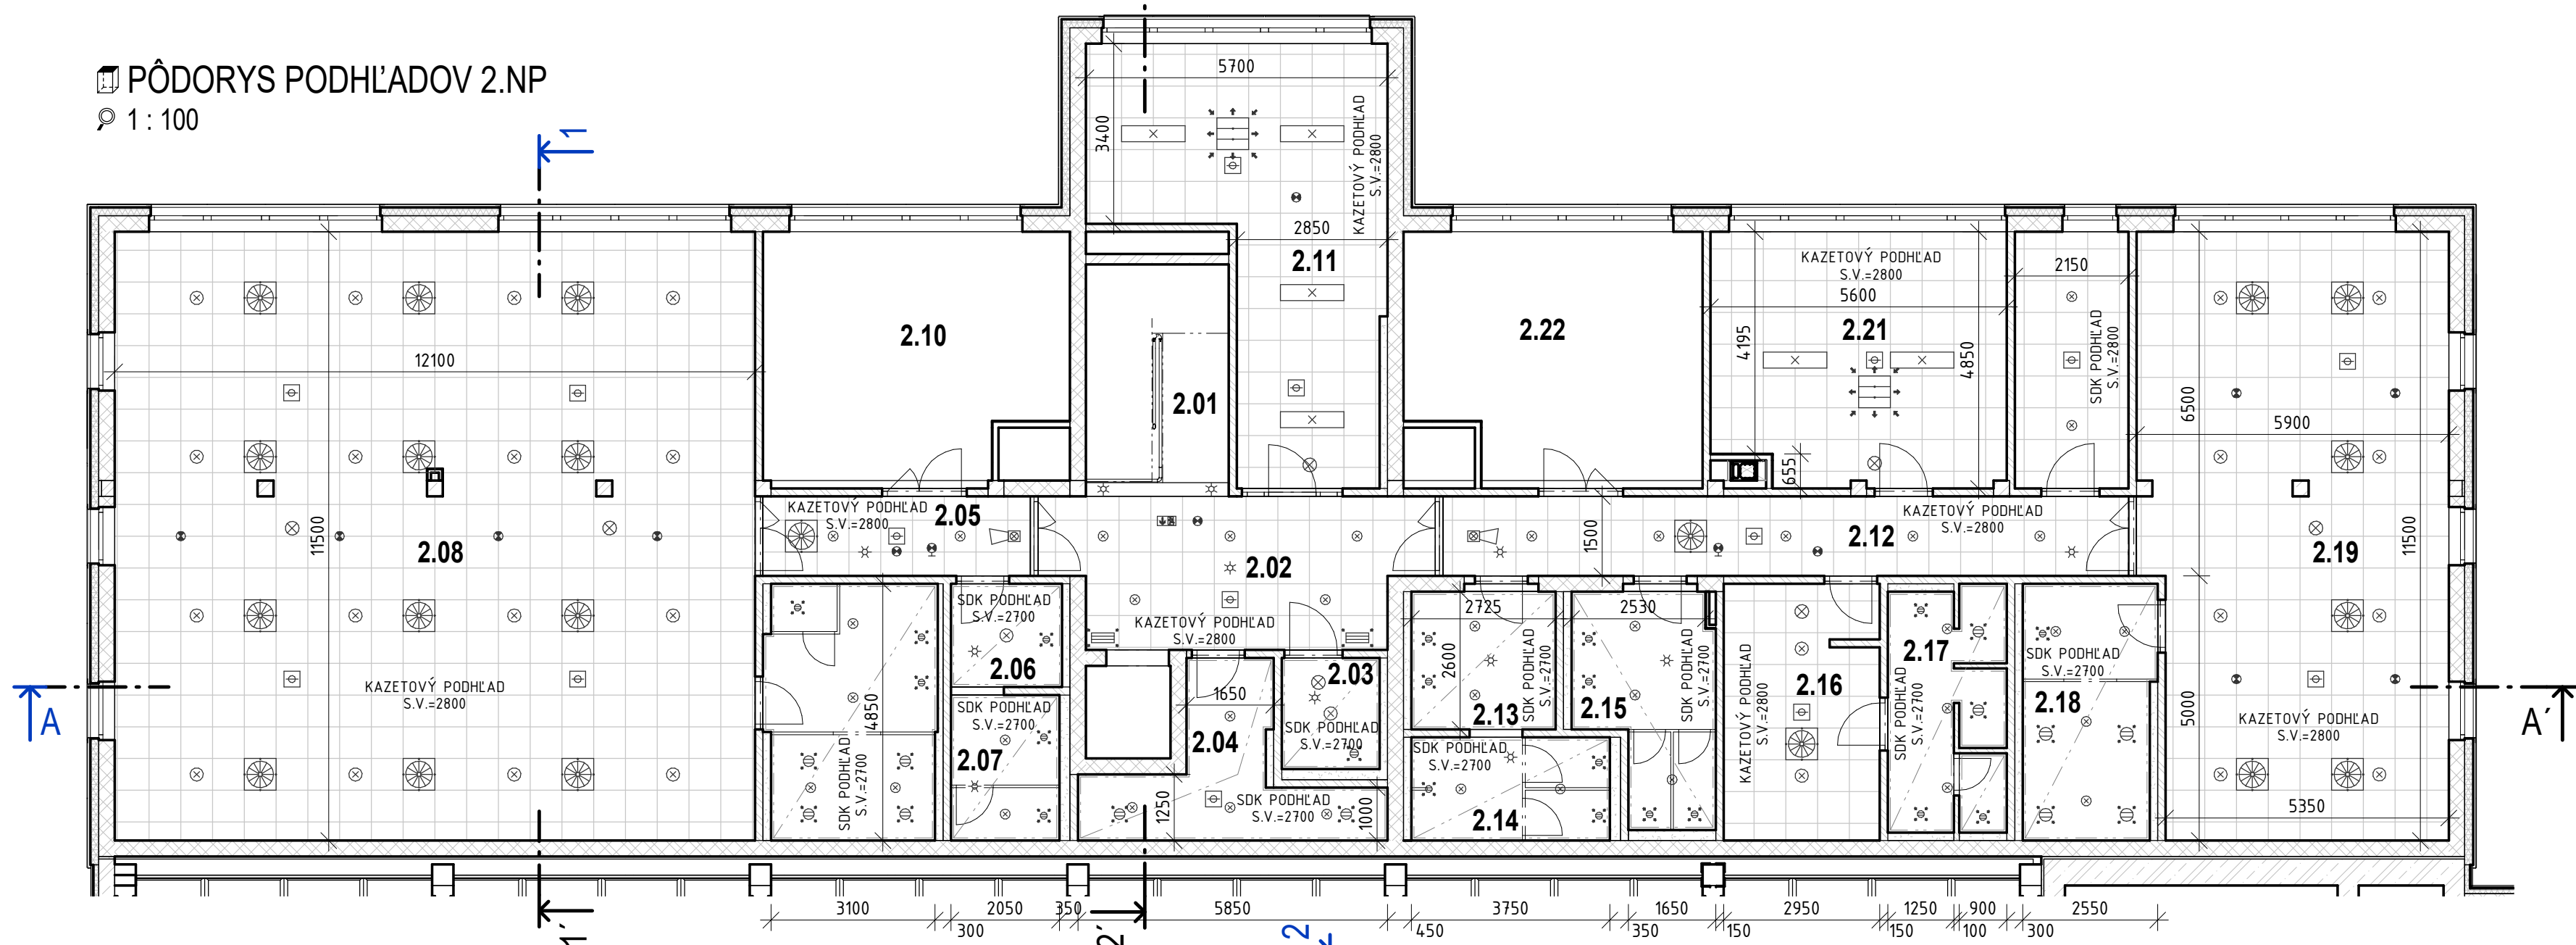 PÔDORYS PODHĽADOV 2.NP
1 : 100
1
5700
3400
KAZETOVÝ PODHĽAD
S.V.=2800
2850
2.11
2.10
2.01
2.22
KAZETOVÝ PODHĽAD
S.V.=2800
5600
2.21
4195
4850
655
2150
SDK PODHĽAD
S.V.=2800
6500
5900
12100
11500
2.08
KAZETOVÝ PODHĽAD
S.V.=2800
KAZETOVÝ PODHĽAD
S.V.=2800
2.05
2.02
KAZETOVÝ PODHĽAD
S.V.=2800
1500
KAZETOVÝ PODHĽAD
S.V.=2800
2.12
2.19
11500
5000
KAZETOVÝ PODHĽAD
S.V.=2800
5350
4850
SDK PODHĽAD
S.V.=2700
SDK PODHĽAD
S.V.=2700
2.06
SDK PODHĽAD
S.V.=2700
2.07
1650
2.04
1250
SDK PODHĽAD
S.V.=2700
1000
2.03
SDK PODHĽAD
S.V.=2700
2725
2600
SDK PODHĽAD
S.V.=2700
2.13
SDK PODHĽAD
S.V.=2700
2.14
2530
2.15
SDK PODHĽAD
S.V.=2700
KAZETOVÝ PODHĽAD
S.V.=2800
2.16
2.17
SDK PODHĽAD
S.V.=2700
SDK PODHĽAD
S.V.=2700
2.18
A
A´
3100
2050
350
5850
3750
1650
2950
1250
900
2550
300
450
350
150
150
100
300
1´
2´
2